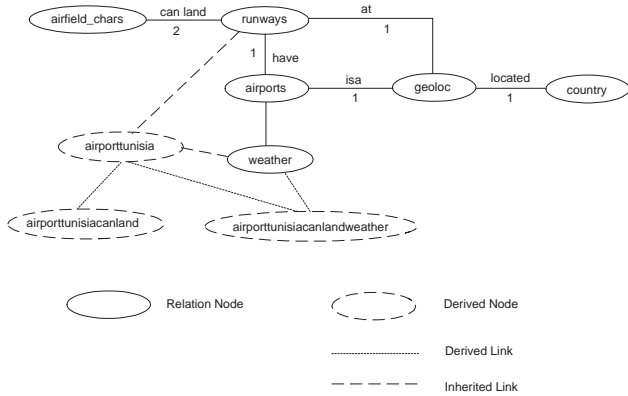 airfield_chars
can land
2
runways
at
1
1
have
airports
isa
1
geoloc
located
1
country
airporttunisia
weather
airporttunisiacanland
airporttunisiacanlandweather
Relation Node
Derived Node
Derived Link
Inherited Link